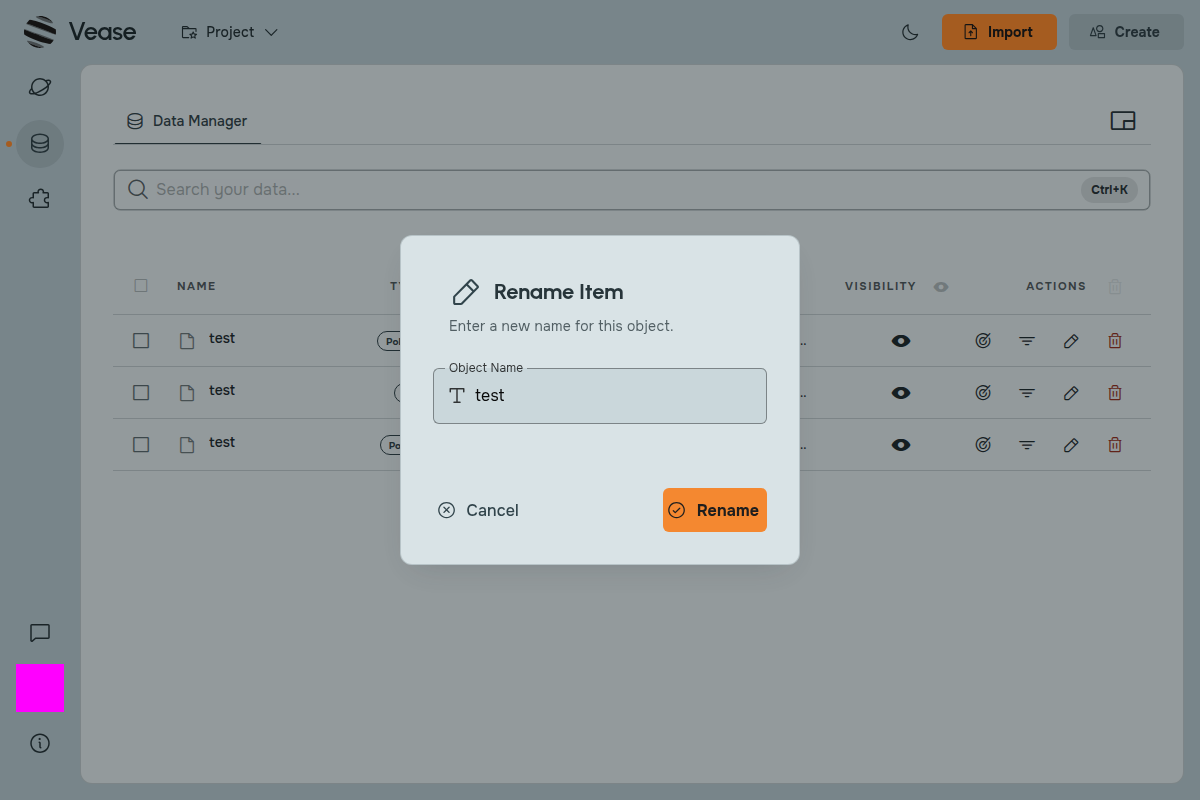 Vease
Project
Import
Create
Data Manager
Search your data...
Ctrl+K
NAME
VISIBILITY
ACTIONS
test
test
test
Rename Item
Enter a new name for this object.
Object Name
test
Cancel
Rename